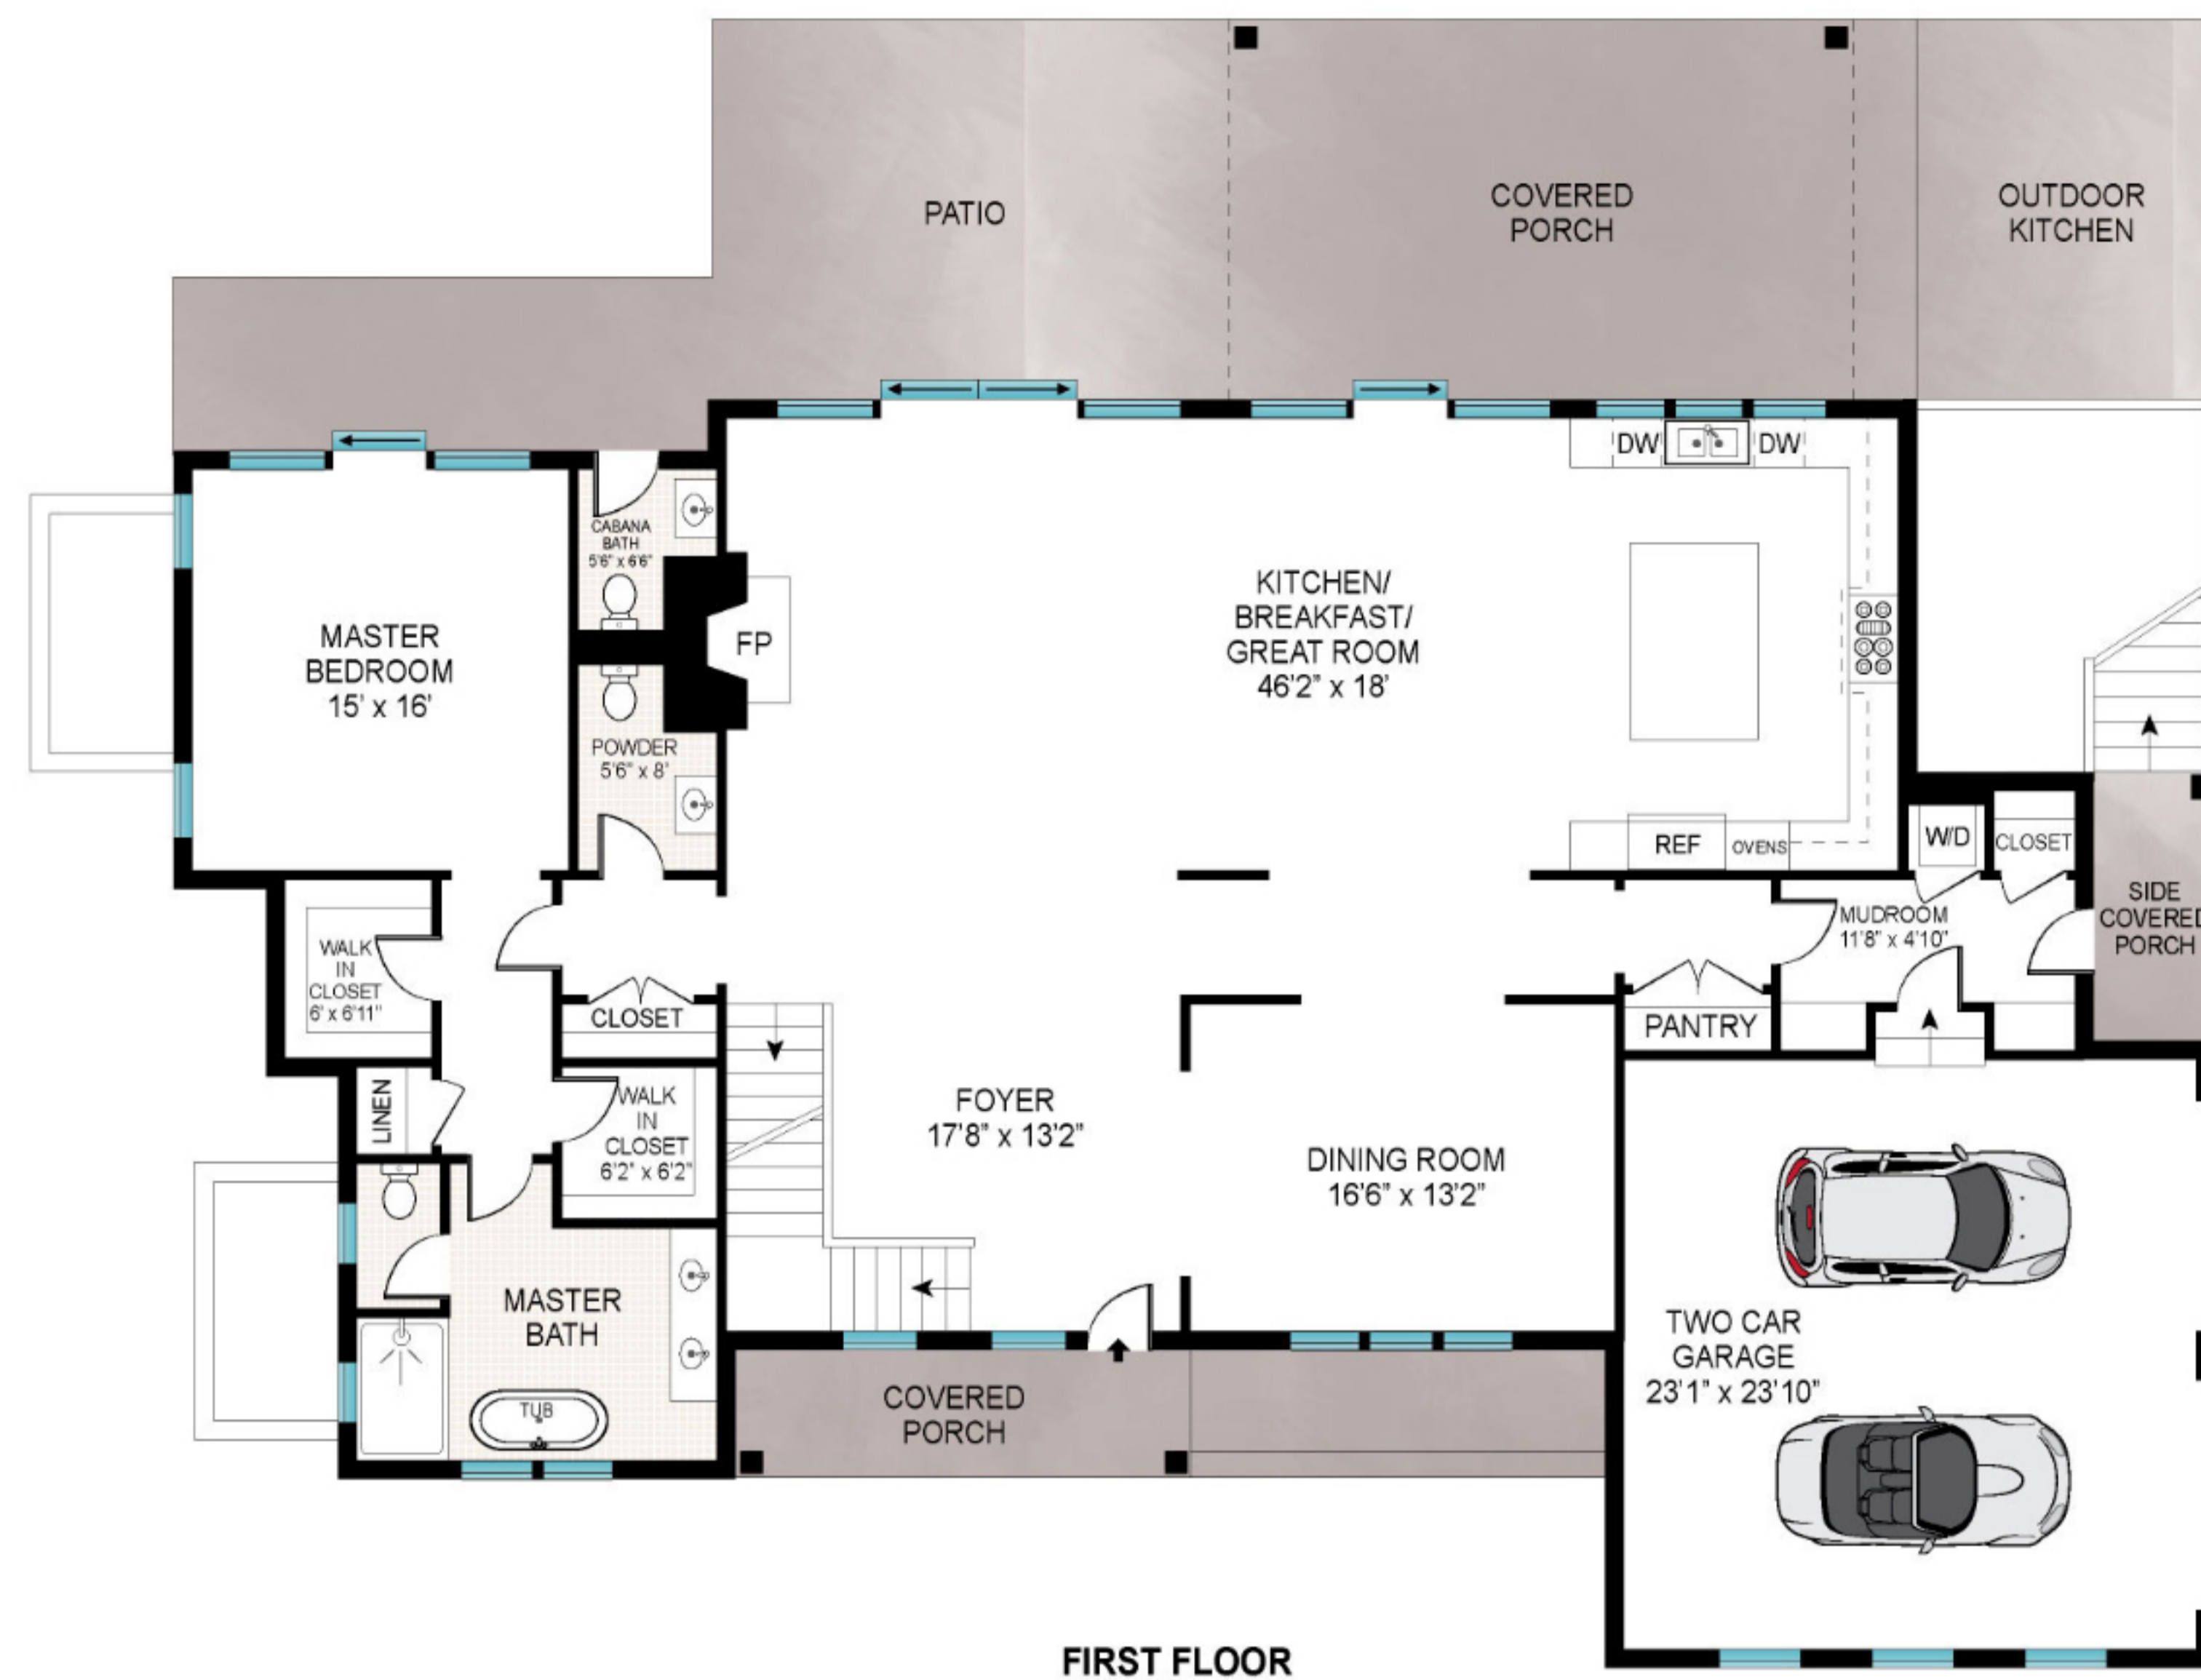 PATIO
COVERED
PORCH
OUTDOOR
KITCHEN
DW
DW
CABANA
BATH
5'6" x 6'6"
MASTER
BEDROOM
15' x 16'
FP
KITCHEN/
BREAKFAST/
GREAT ROOM
46'2" x 18'
POWDER
5'6" x 8'
REF
OVENS
W/D
CLOSET
SIDE
COVERED
PORCH
MUDROOM
11'8" x 4'10"
WALK
IN
CLOSET
6' x 6'11"
CLOSET
PANTRY
LINEN
WALK
IN
CLOSET
6'2" x 6'2"
FOYER
17'8" x 13'2"
DINING ROOM
16'6" x 13'2"
MASTER
BATH
TUB
TWO CAR
GARAGE
23'1" x 23'10"
COVERED
PORCH
FIRST FLOOR